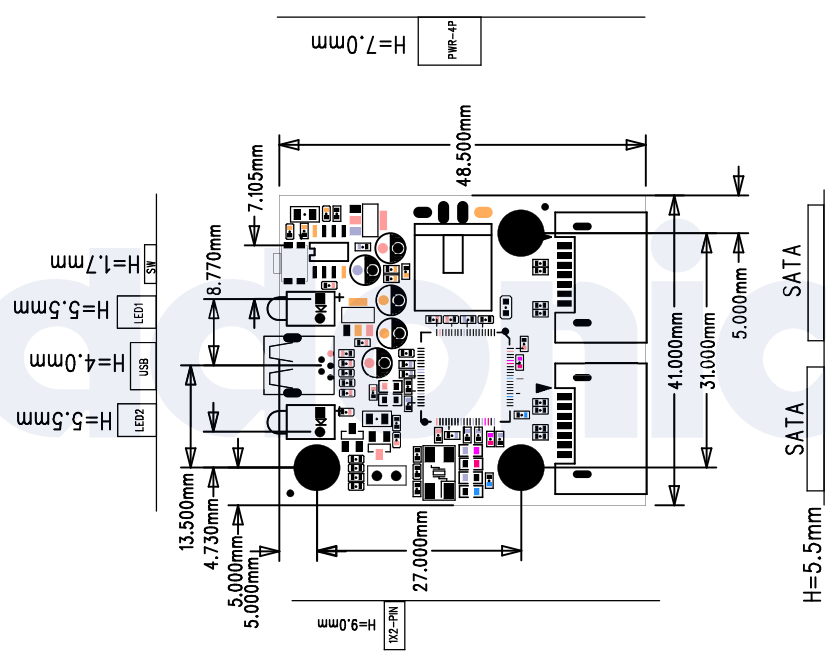 H=7.0mm
PWR-4P
48.500mm
7.105mm
8.770mm
H=1.7mm
SW
H=5.5mm
LED1
H=4.0mm
USB
H=5.5mm
LED2
5.000mm
31.000mm
41.000mm
SATA
SATA
H=5.5mm
13.500mm
4.730mm
5.000mm
5.000mm
27.000mm
H=9.0mm
1X2-PIN